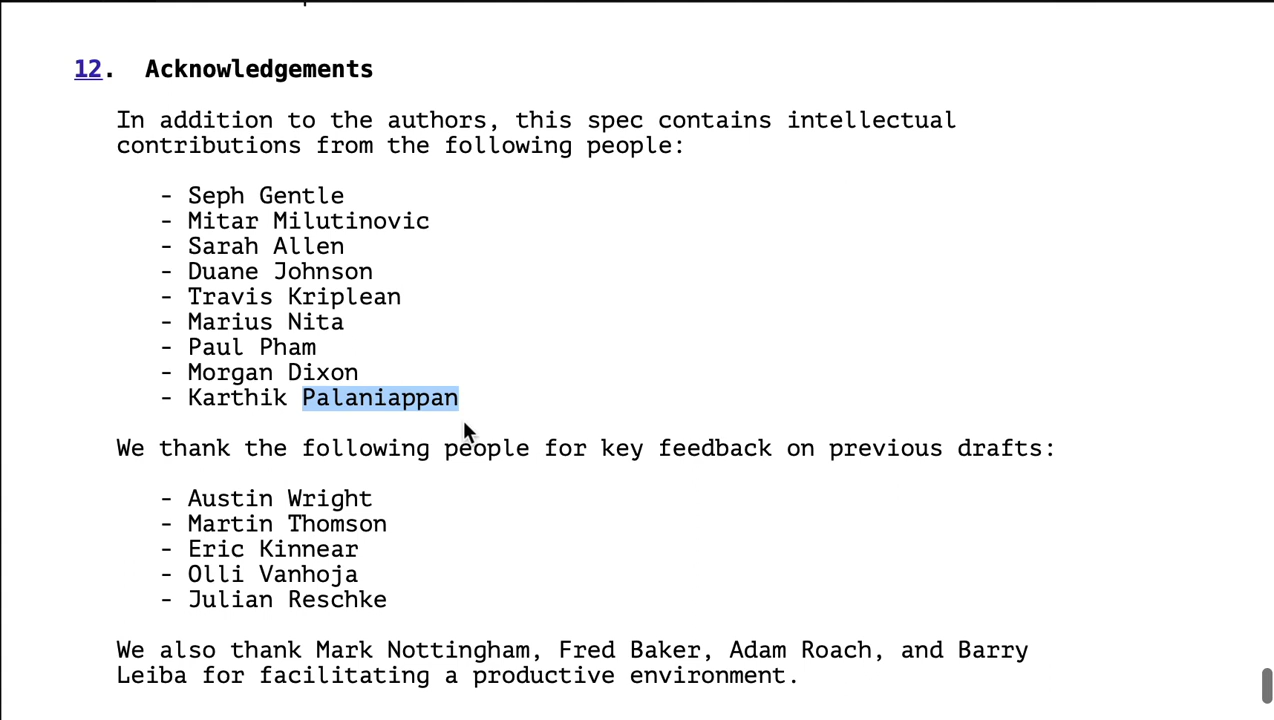 12. Acknowledgements
In addition to the authors, this spec contains intellectual
contributions from the following people:
- Seph Gentle
- Mitar Milutinovic
- Sarah Allen
- Duane Johnson
- Travis Kriplean
- Marius Nita
- Paul Pham
- Morgan Dixon
- Karthik Palaniappan
We thank the following people for key feedback on previous drafts:
- Austin Wright
- Martin Thomson
- Eric Kinnear
- Olli Vanhoja
- Julian Reschke
We also thank Mark Nottingham, Fred Baker, Adam Roach, and Barry
Leiba for facilitating a productive environment.